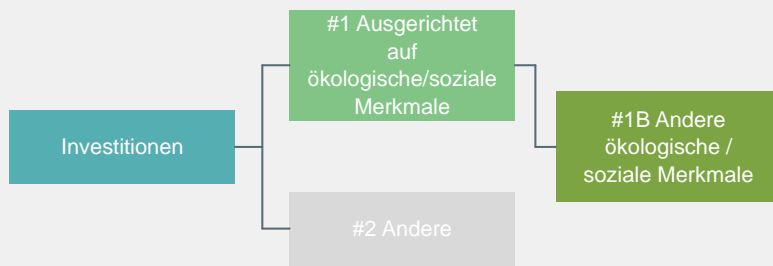 #1 Ausgerichtet
auf
ökologische/soziale
Merkmale
Investitionen
#1B Andere
ökologische /
soziale Merkmale
#2 Andere